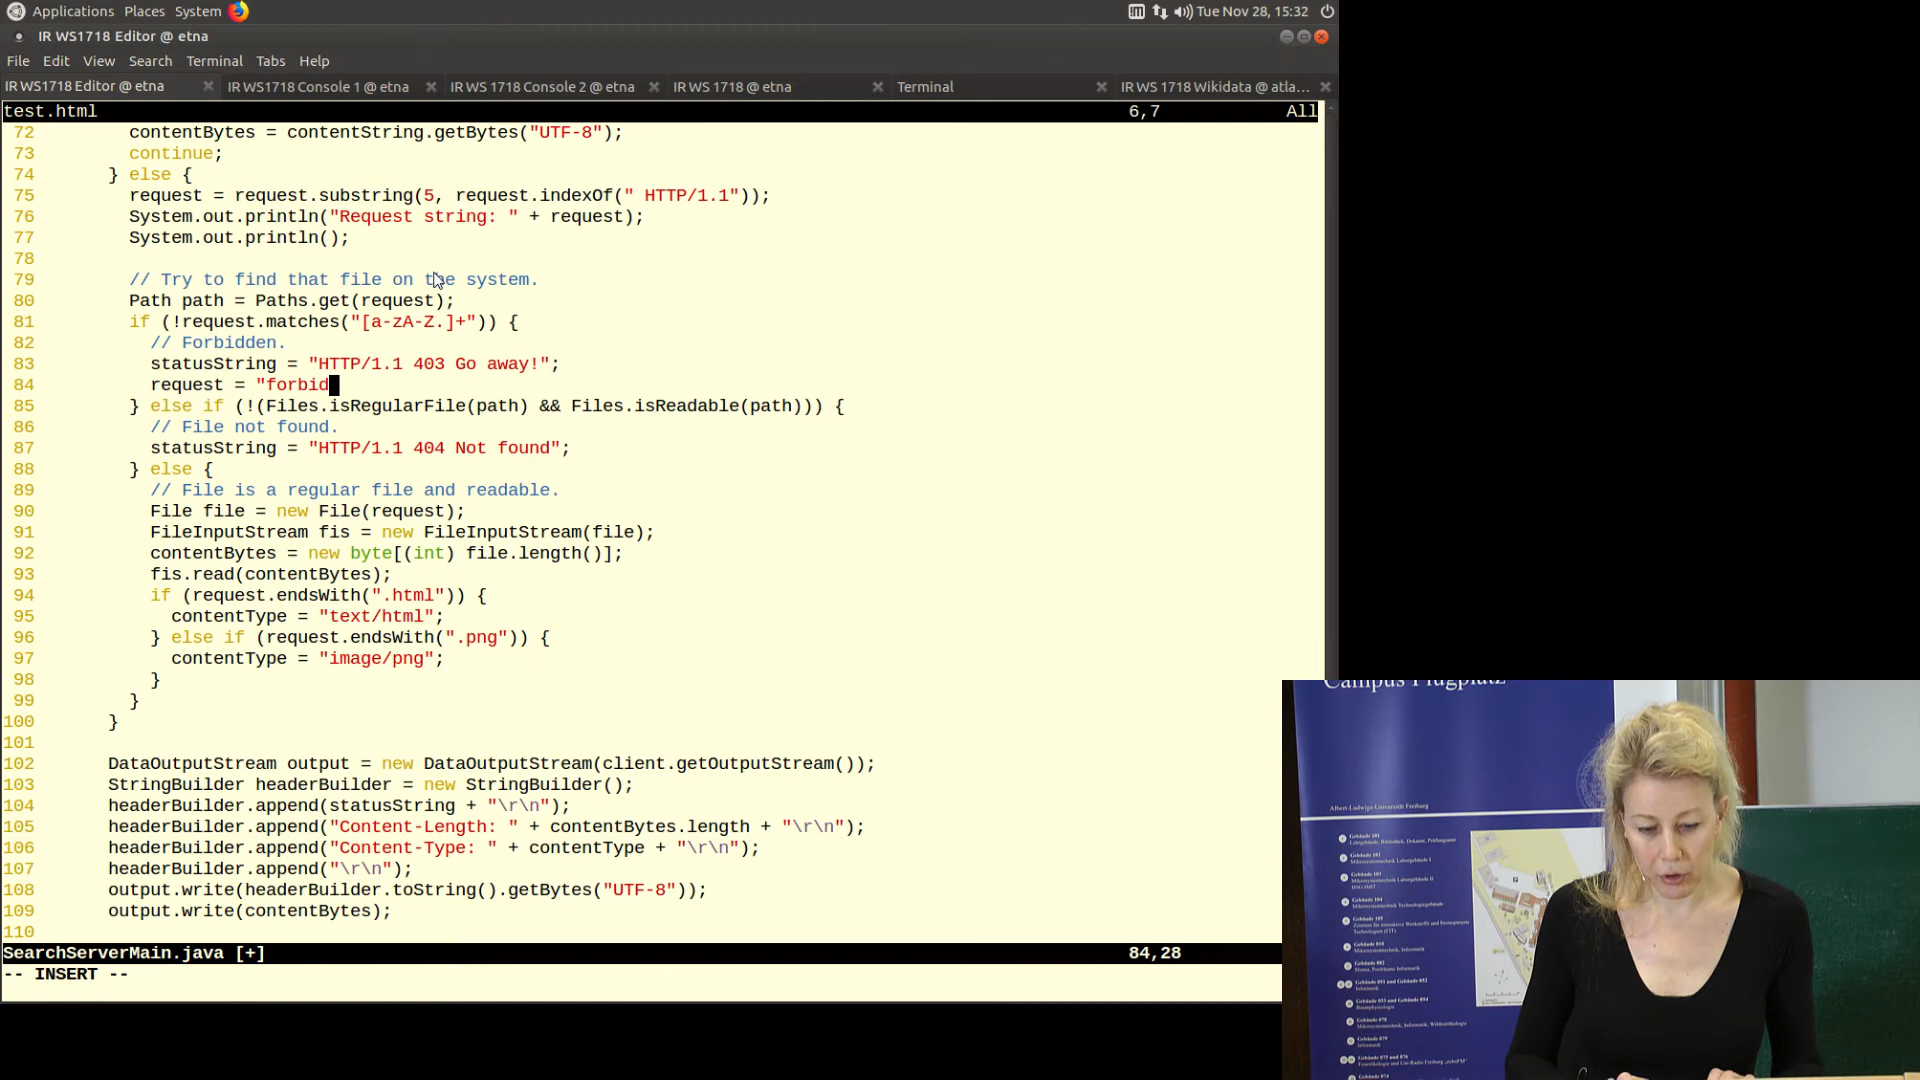 Applications Places System Tue Nov 28, 15:32
IR WS1718 Editor @ etna
File Edit View Search Terminal Tabs Help
IR WS1718 Editor @ etna IR WS1718 Console 1 @ etna IR WS 1718 Console 2 @ etna IR WS 1718 @ etna Terminal IR WS 1718 Wikidata @ atla...
test.html 6,7 All
72 contentBytes = contentString.getBytes("UTF-8");
73 continue;
74 } else {
75 request = request.substring(5, request.indexOf(" HTTP/1.1"));
76 System.out.println("Request string: " + request);
77 System.out.println();
78
79 // Try to find that file on the system.
80 Path path = Paths.get(request);
81 if (!request.matches("[a-zA-Z.]+")) {
82 // Forbidden.
83 statusString = "HTTP/1.1 403 Go away!";
84 request = "forbid
85 } else if (!(Files.isRegularFile(path) && Files.isReadable(path))) {
86 // File not found.
87 statusString = "HTTP/1.1 404 Not found";
88 } else {
89 // File is a regular file and readable.
90 File file = new File(request);
91 FileInputStream fis = new FileInputStream(file);
92 contentBytes = new byte[(int) file.length()];
93 fis.read(contentBytes);
94 if (request.endsWith(".html")) {
95 contentType = "text/html";
96 } else if (request.endsWith(".png")) {
97 contentType = "image/png";
98 }
99 }
100 }
101
102 DataOutputStream output = new DataOutputStream(client.getOutputStream());
103 StringBuilder headerBuilder = new StringBuilder();
104 headerBuilder.append(statusString + "\r\n");
105 headerBuilder.append("Content-Length: " + contentBytes.length + "\r\n");
106 headerBuilder.append("Content-Type: " + contentType + "\r\n");
107 headerBuilder.append("\r\n");
108 output.write(headerBuilder.toString().getBytes("UTF-8"));
109 output.write(contentBytes);
110
SearchServerMain.java [+] 84,28
-- INSERT --
Campus Flugplatz
Albert-Ludwigs-Universität Freiburg